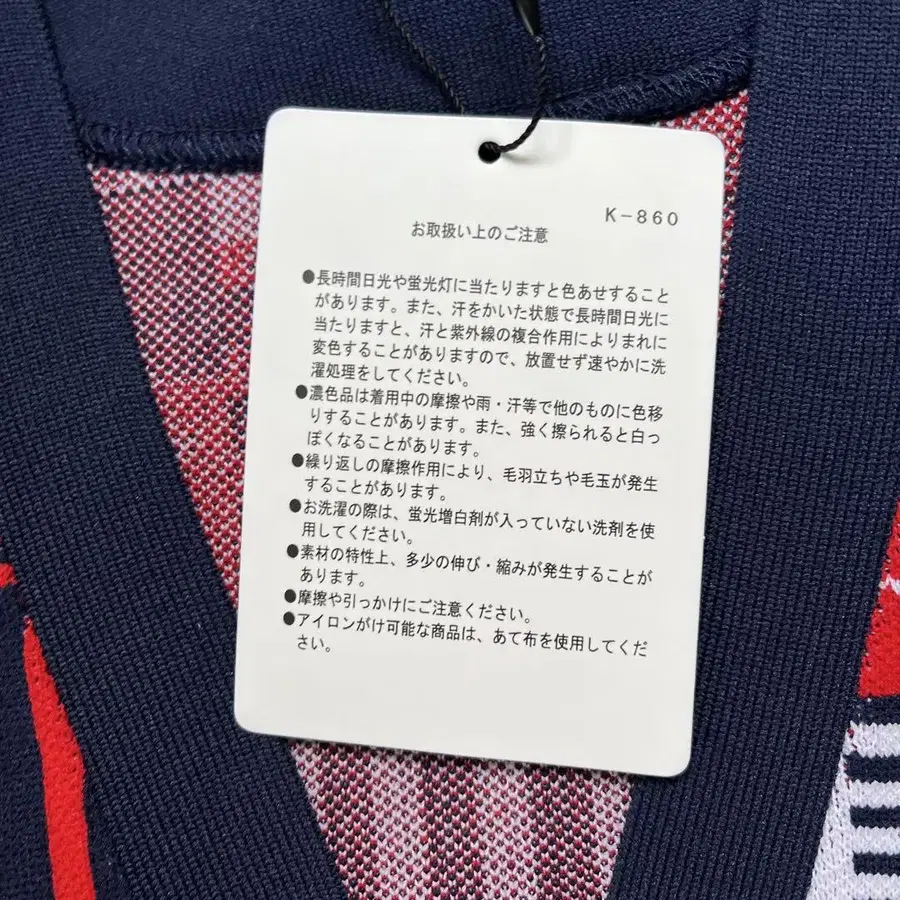 K-860
お取扱い上のご注意
●長時間日光や蛍光灯に当たりますと色あせすること
があります。また、汗をかいた状態で長時間日光に
当たりますと、汗と紫外線の複合作用によりまれに
変色することがありますので、放置せず速やかに洗
濯処理をしてください。
●濃色品は着用中の摩擦や雨・汗等で他のものに色移
りすることがあります。また、強く擦られると白っ
ぽくなることがあります。
●繰り返しの摩擦作用により、毛羽立ちや毛玉が発生
することがあります。
●お洗濯の際は、蛍光増白剤が入っていない洗剤を使
用してください。
●素材の特性上、多少の伸び・縮みが発生することが
あります。
●摩擦や引っかけにご注意ください。
●アイロンがけ可能な商品は、あて布を使用してくだ
さい。